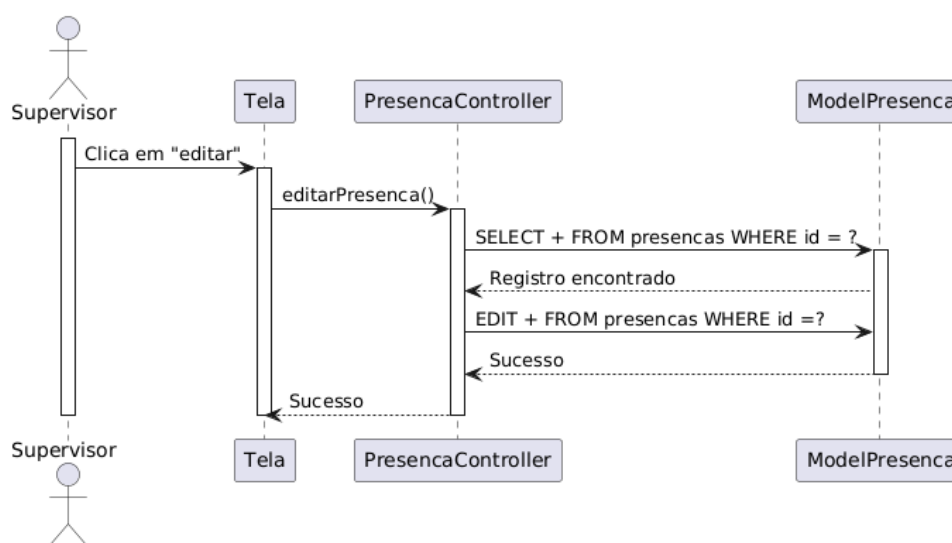 Supervisor
Tela
PresencaController
ModelPresenca
Clica em "editar"
editarPresenca()
SELECT + FROM presencas WHERE id = ?
Registro encontrado
EDIT + FROM presencas WHERE id =?
Sucesso
Sucesso
Supervisor
Tela
PresencaController
ModelPresenca